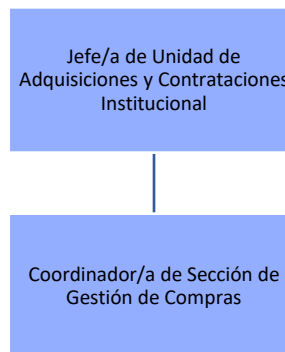 Jefe/a de Unidad de
Adquisiciones y Contrataciones
Institucional
Coordinador/a de Sección de
Gestión de Compras